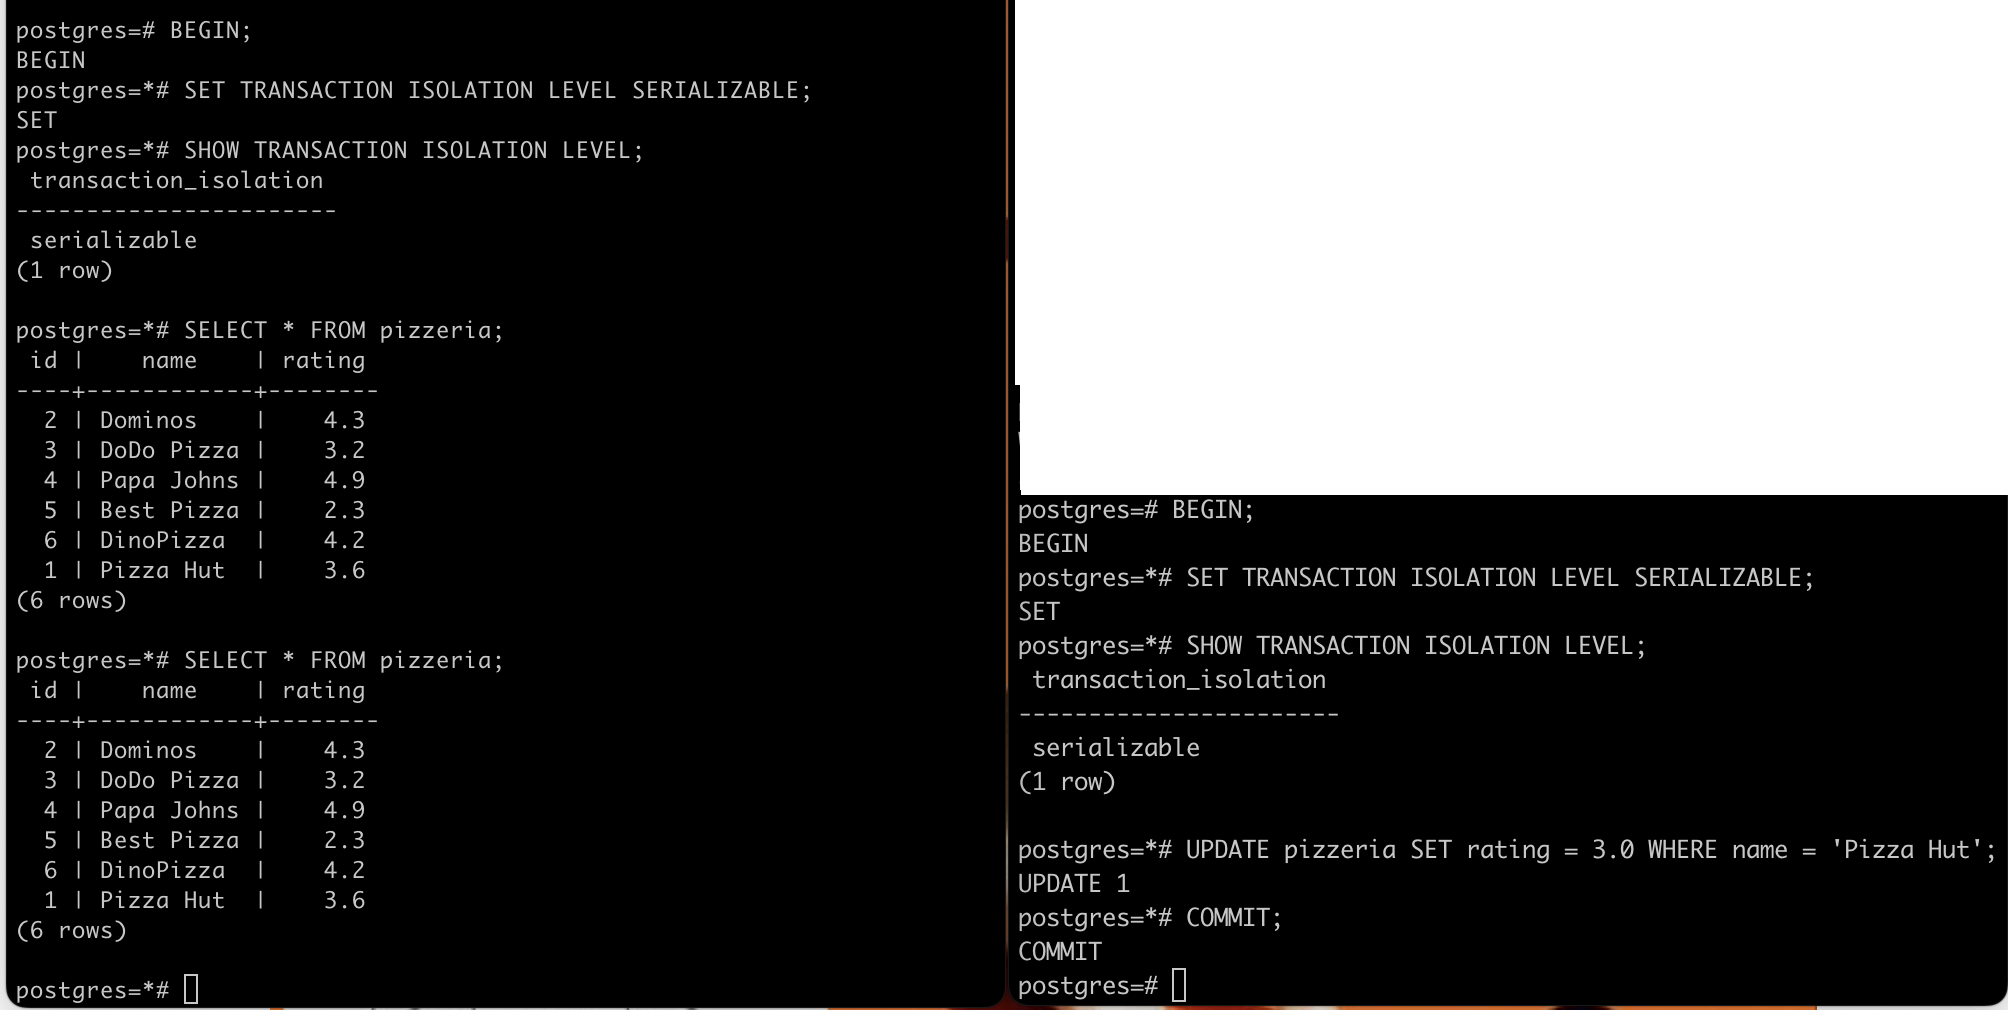 postgres=# BEGIN;
BEGIN
postgres=*# SET TRANSACTION ISOLATION LEVEL SERIALIZABLE;
SET
postgres=*# SHOW TRANSACTION ISOLATION LEVEL;
 transaction_isolation
-----------------------
 serializable
(1 row)

postgres=*# SELECT * FROM pizzeria;
 id |    name    | rating
----+------------+--------
  2 | Dominos    |    4.3
  3 | DoDo Pizza |    3.2
  4 | Papa Johns |    4.9
  5 | Best Pizza |    2.3
  6 | DinoPizza  |    4.2
  1 | Pizza Hut  |    3.6
(6 rows)

postgres=*# SELECT * FROM pizzeria;
 id |    name    | rating
----+------------+--------
  2 | Dominos    |    4.3
  3 | DoDo Pizza |    3.2
  4 | Papa Johns |    4.9
  5 | Best Pizza |    2.3
  6 | DinoPizza  |    4.2
  1 | Pizza Hut  |    3.6
(6 rows)

postgres=*#
postgres=# BEGIN;
BEGIN
postgres=*# SET TRANSACTION ISOLATION LEVEL SERIALIZABLE;
SET
postgres=*# SHOW TRANSACTION ISOLATION LEVEL;
 transaction_isolation
-----------------------
 serializable
(1 row)

postgres=*# UPDATE pizzeria SET rating = 3.0 WHERE name = 'Pizza Hut';
UPDATE 1
postgres=*# COMMIT;
COMMIT
postgres=#